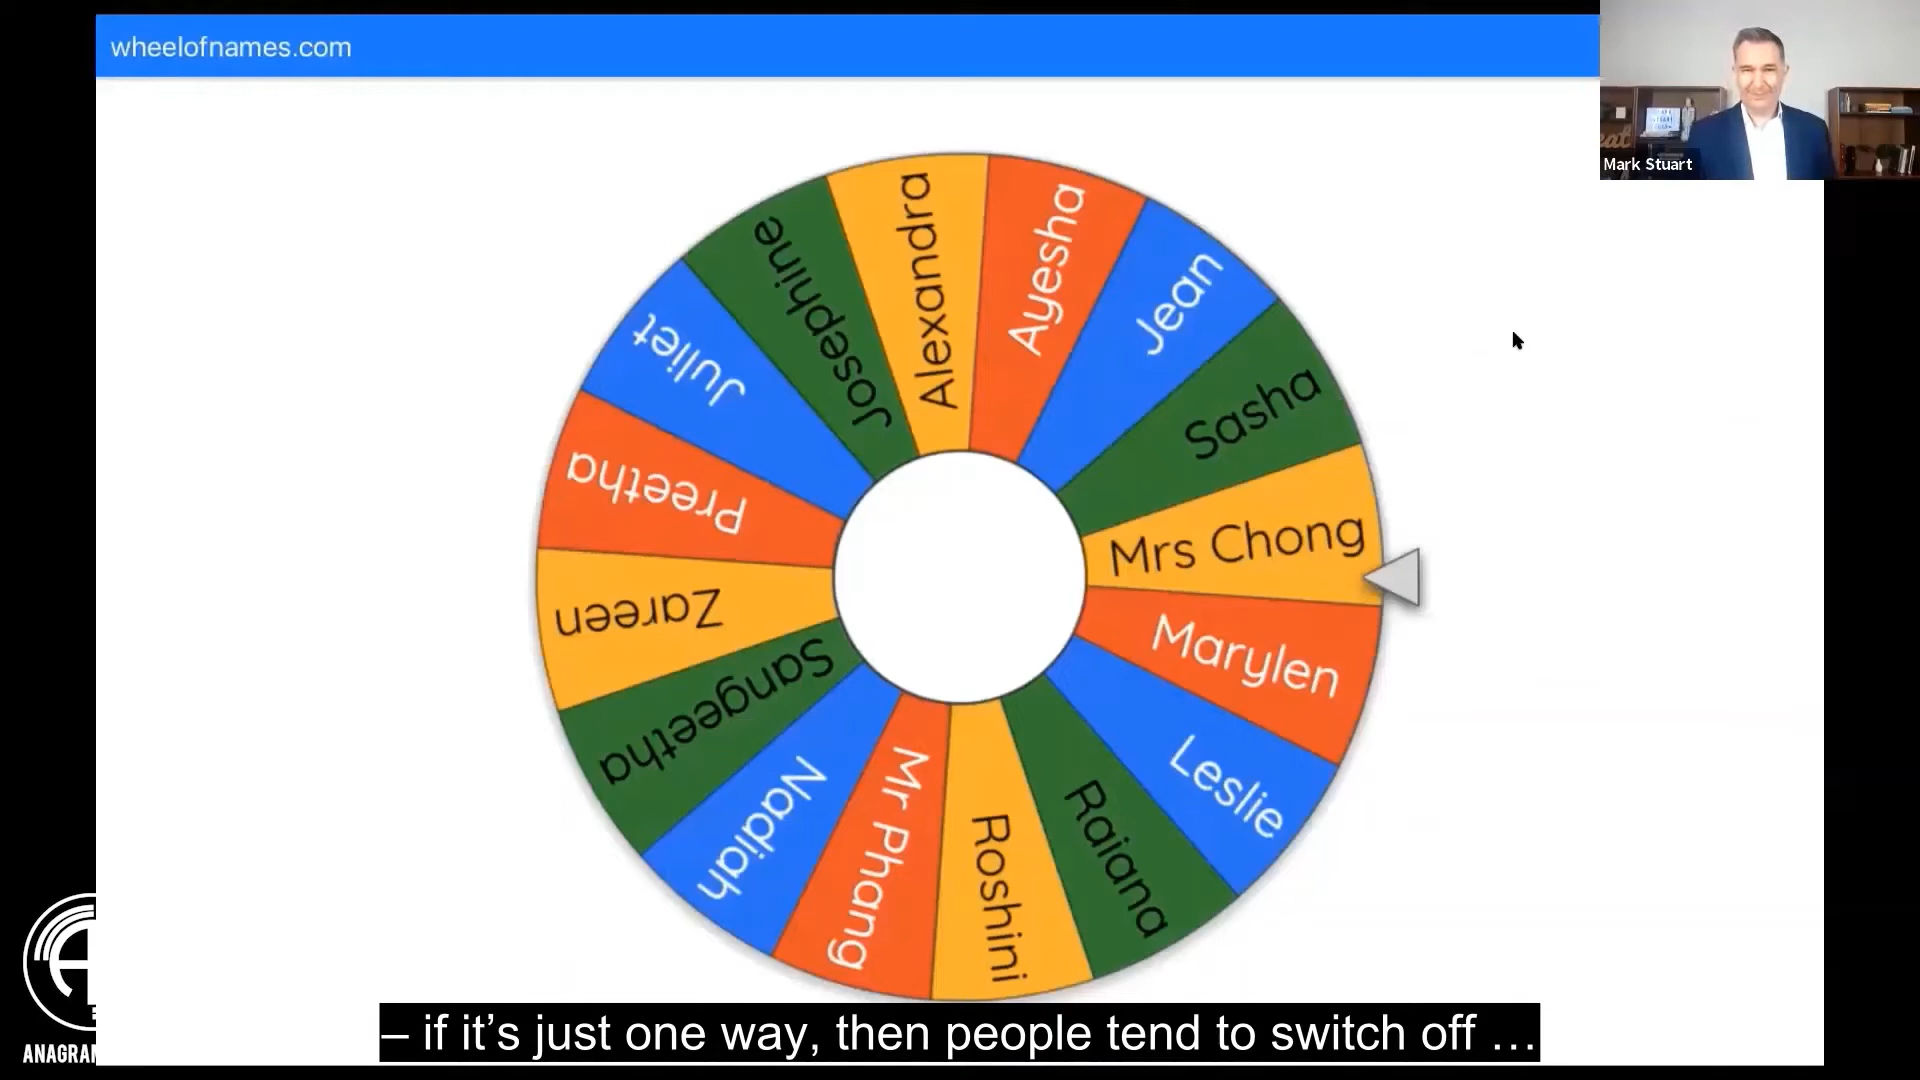 wheelofnames.com
Mark Stuart
Alexandra
Ayesha
Jean
Sasha
Mrs Chong
Marylen
Leslie
Raiana
Roshini
Mr Phang
Nadiah
Sangeetha
Zareen
Preetha
Juliet
Josephine
– if it’s just one way, then people tend to switch off …